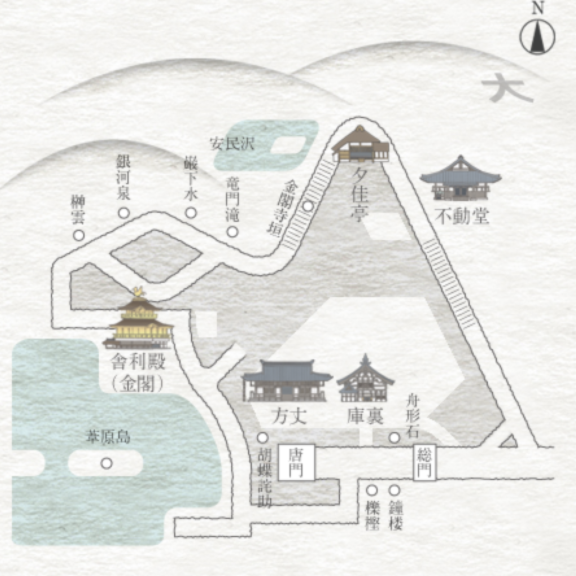 N
大
安民沢
銀河泉
巌下水
竜門滝
榊雲
金閣寺垣
夕佳亭
不動堂
舎利殿
(金閣)
葦原島
方丈
庫裏
舟形石
胡蝶詫助
唐門
総門
櫟樫
鐘楼